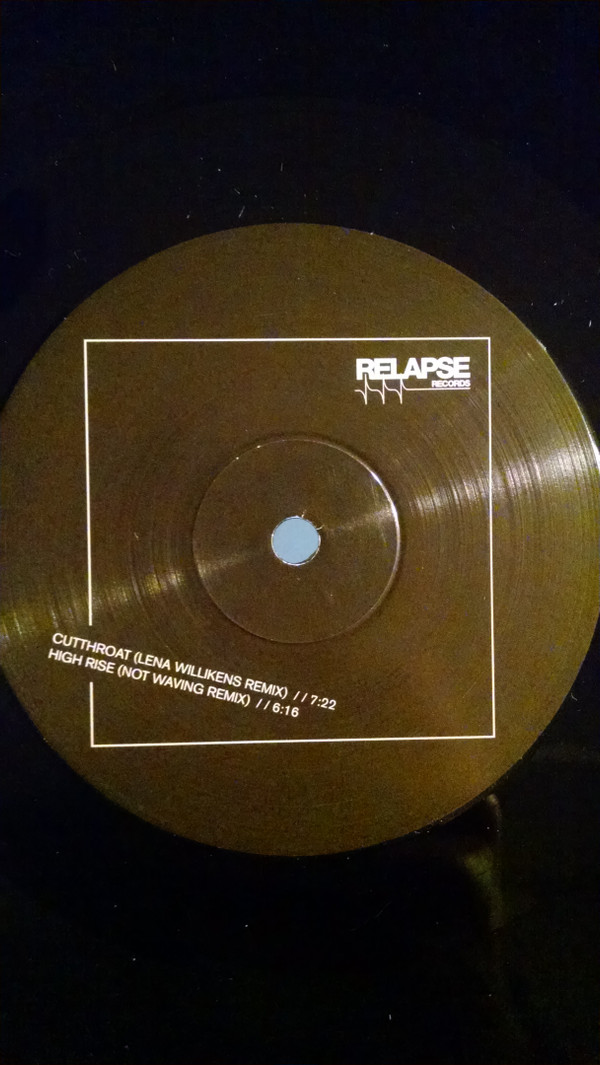 RELAPSE
RECORDS
CUTTHROAT (LENA WILLIKENS REMIX) // 7:22
HIGH RISE (NOT WAVING REMIX) // 6:16